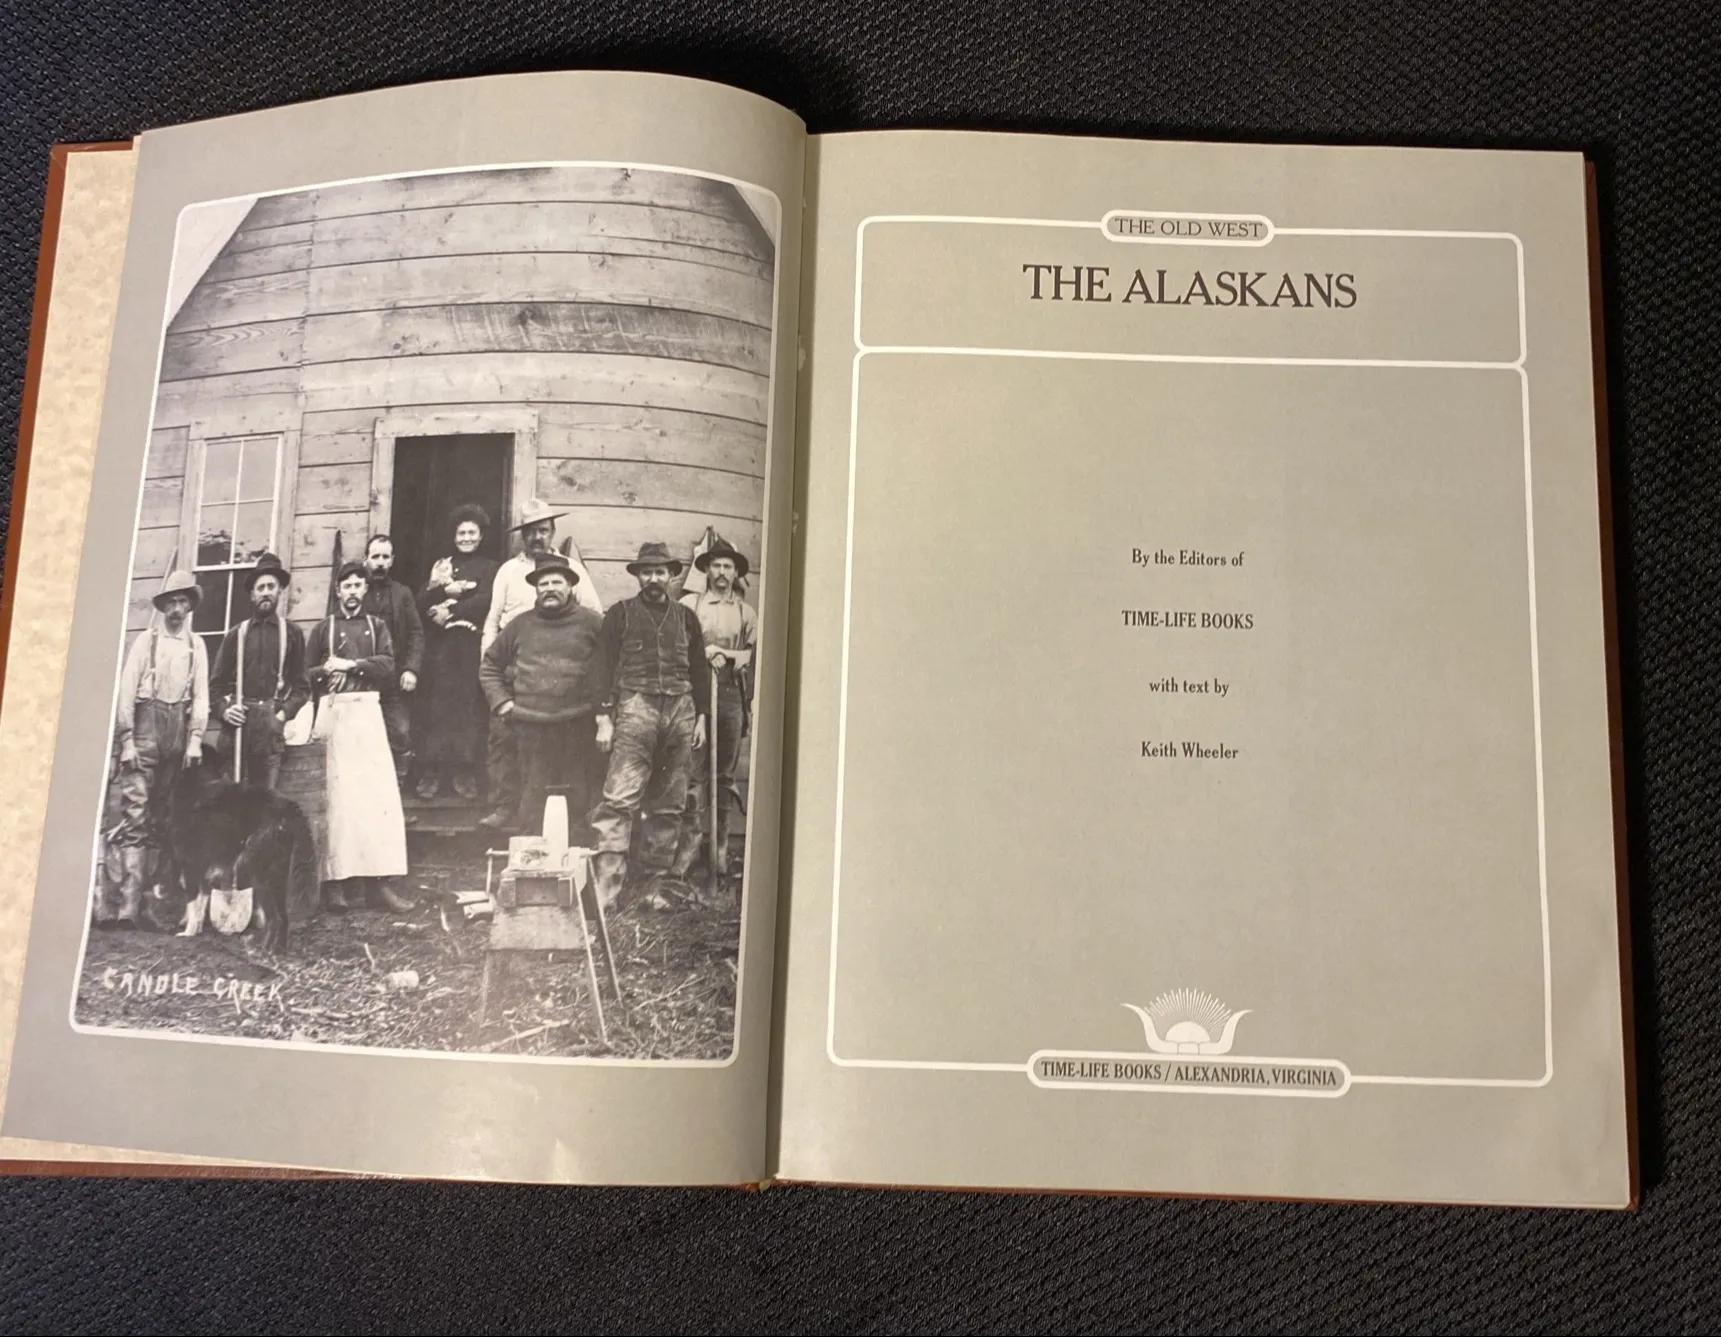 CANDLE CREEK
THE OLD WEST
THE ALASKANS
By the Editors of
TIME-LIFE BOOKS
with text by
Keith Wheeler
TIME-LIFE BOOKS / ALEXANDRIA, VIRGINIA